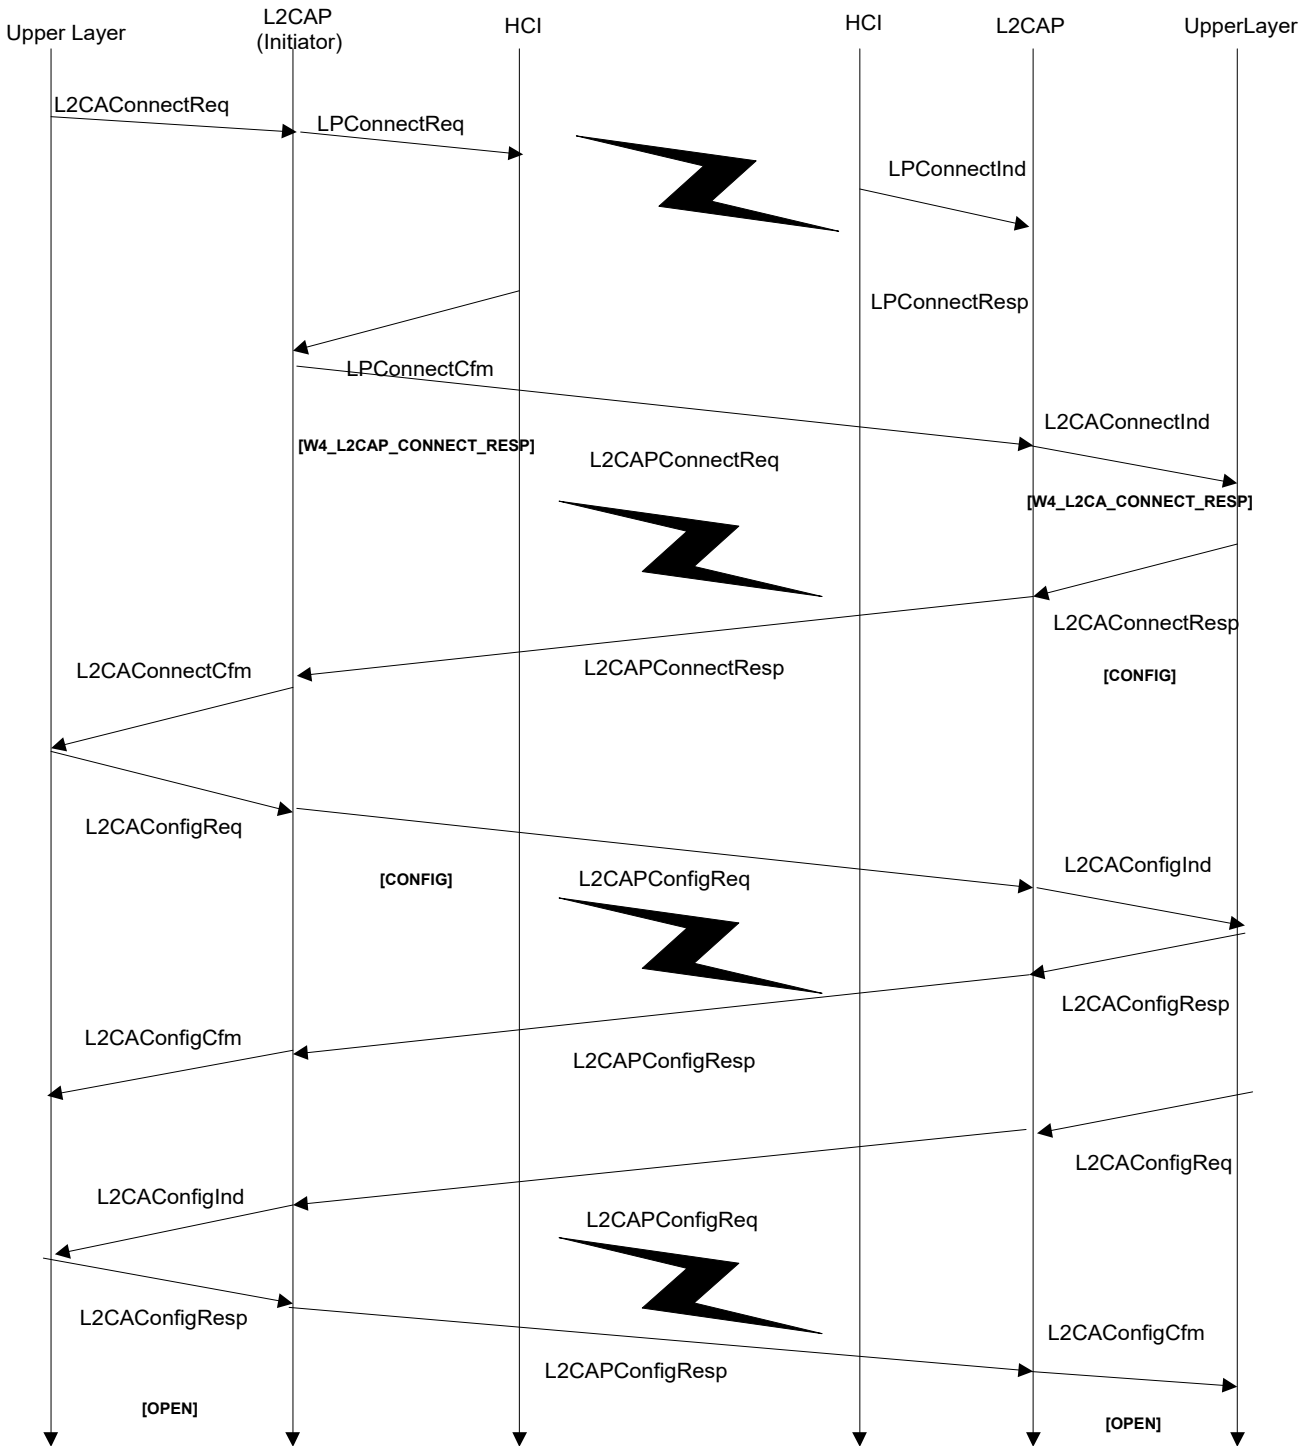 Upper Layer
L2CAP
(Initiator)
HCI
HCI
L2CAP
UpperLayer
L2CAConnectReq
LPConnectReq
LPConnectInd
LPConnectResp
LPConnectCfm
L2CAConnectInd
[W4_L2CAP_CONNECT_RESP]
L2CAPConnectReq
[W4_L2CA_CONNECT_RESP]
L2CAConnectResp
L2CAConnectCfm
L2CAPConnectResp
[CONFIG]
L2CAConfigReq
L2CAConfigInd
[CONFIG]
L2CAPConfigReq
L2CAConfigResp
L2CAConfigCfm
L2CAPConfigResp
L2CAConfigReq
L2CAConfigInd
L2CAPConfigReq
L2CAConfigResp
L2CAConfigCfm
L2CAPConfigResp
[OPEN]
[OPEN]